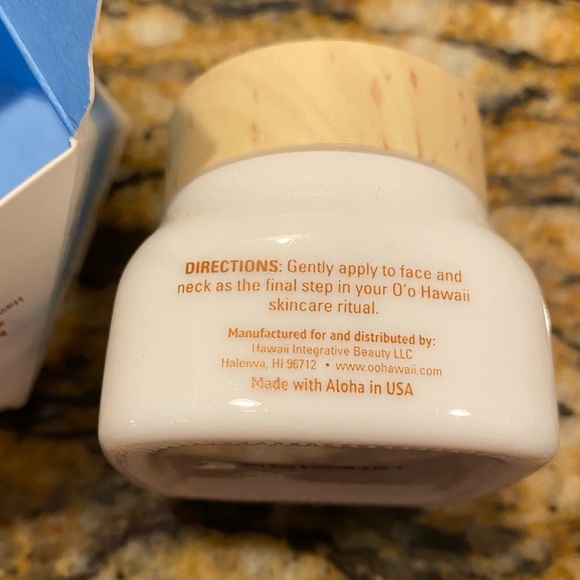 DIRECTIONS: Gently apply to face and
neck as the final step in your O'o Hawaii
skincare ritual.
Manufactured for and distributed by:
Hawaii Integrative Beauty LLC
Haleiwa, HI 96712 • www.oohawaii.com
Made with Aloha in USA